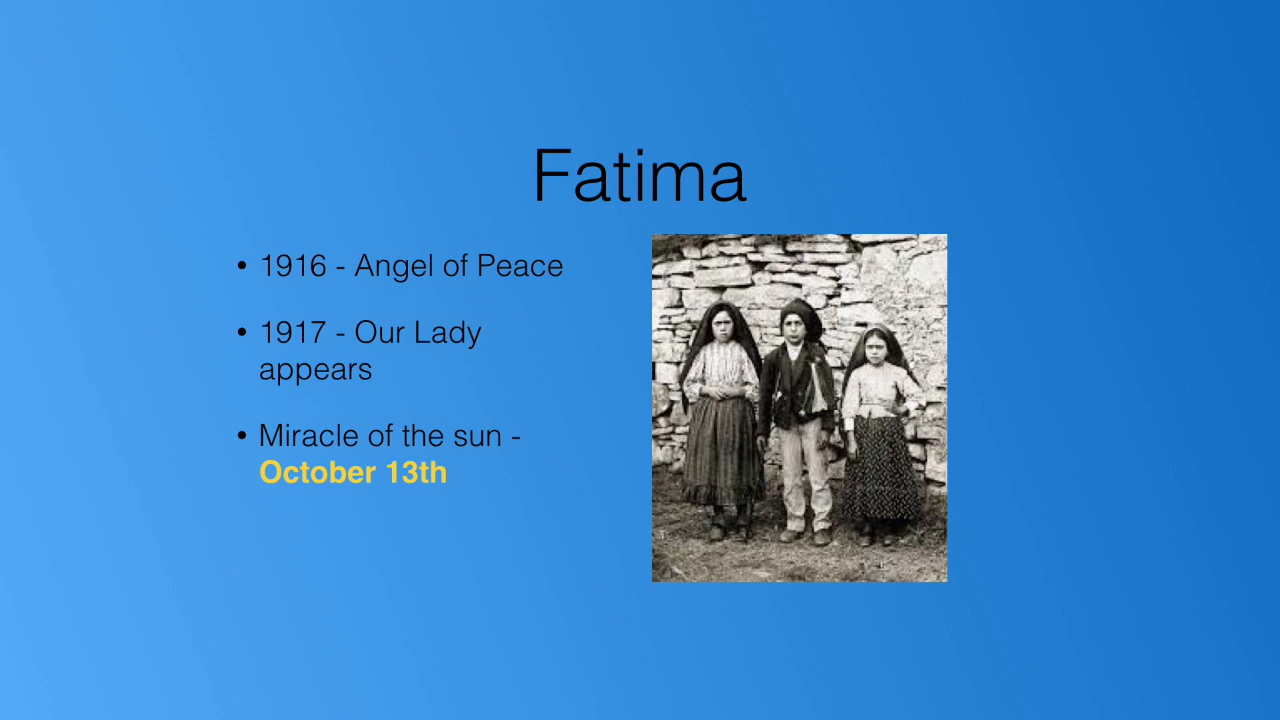 Fatima
• 1916 - Angel of Peace
• 1917 - Our Lady
appears
• Miracle of the sun -
October 13th